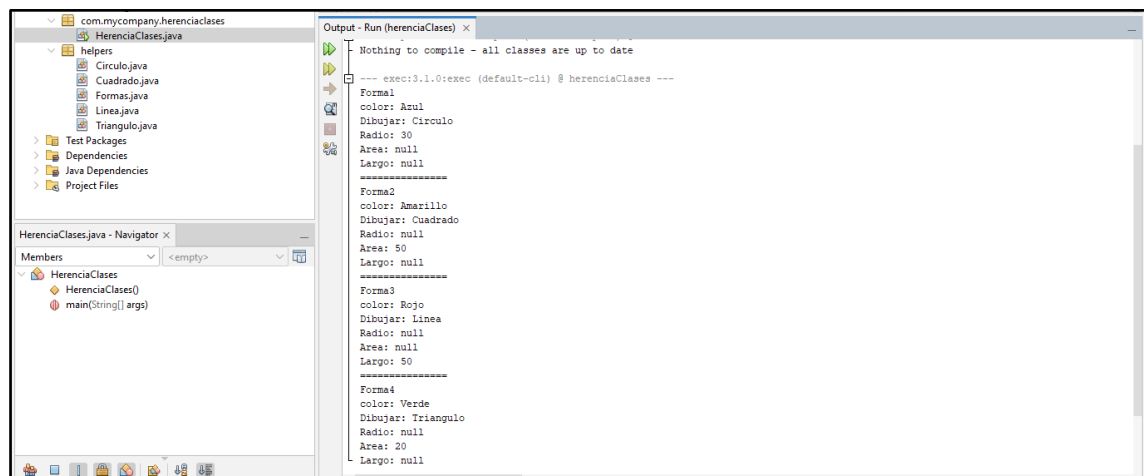 com.mycompany.herenciaclases
HerenciaClases.java
helpers
Circulo.java
Cuadrado.java
Formas.java
Linea.java
Triangulo.java
Test Packages
Dependencies
Java Dependencies
Project Files
HerenciaClases.java - Navigator ×
Members
<empty>
HerenciaClases
HerenciaClases()
main(String[] args)
Output - Run (herenciaClases) ×
Nothing to compile - all classes are up to date
--- exec:3.1.0:exec (default-cli) @ herenciaClases ---
Forma1
color: Azul
Dibujar: Circulo
Radio: 30
Area: null
Largo: null
===============
Forma2
color: Amarillo
Dibujar: Cuadrado
Radio: null
Area: 50
Largo: null
===============
Forma3
color: Rojo
Dibujar: Linea
Radio: null
Area: null
Largo: 50
===============
Forma4
color: Verde
Dibujar: Triangulo
Radio: null
Area: 20
Largo: null